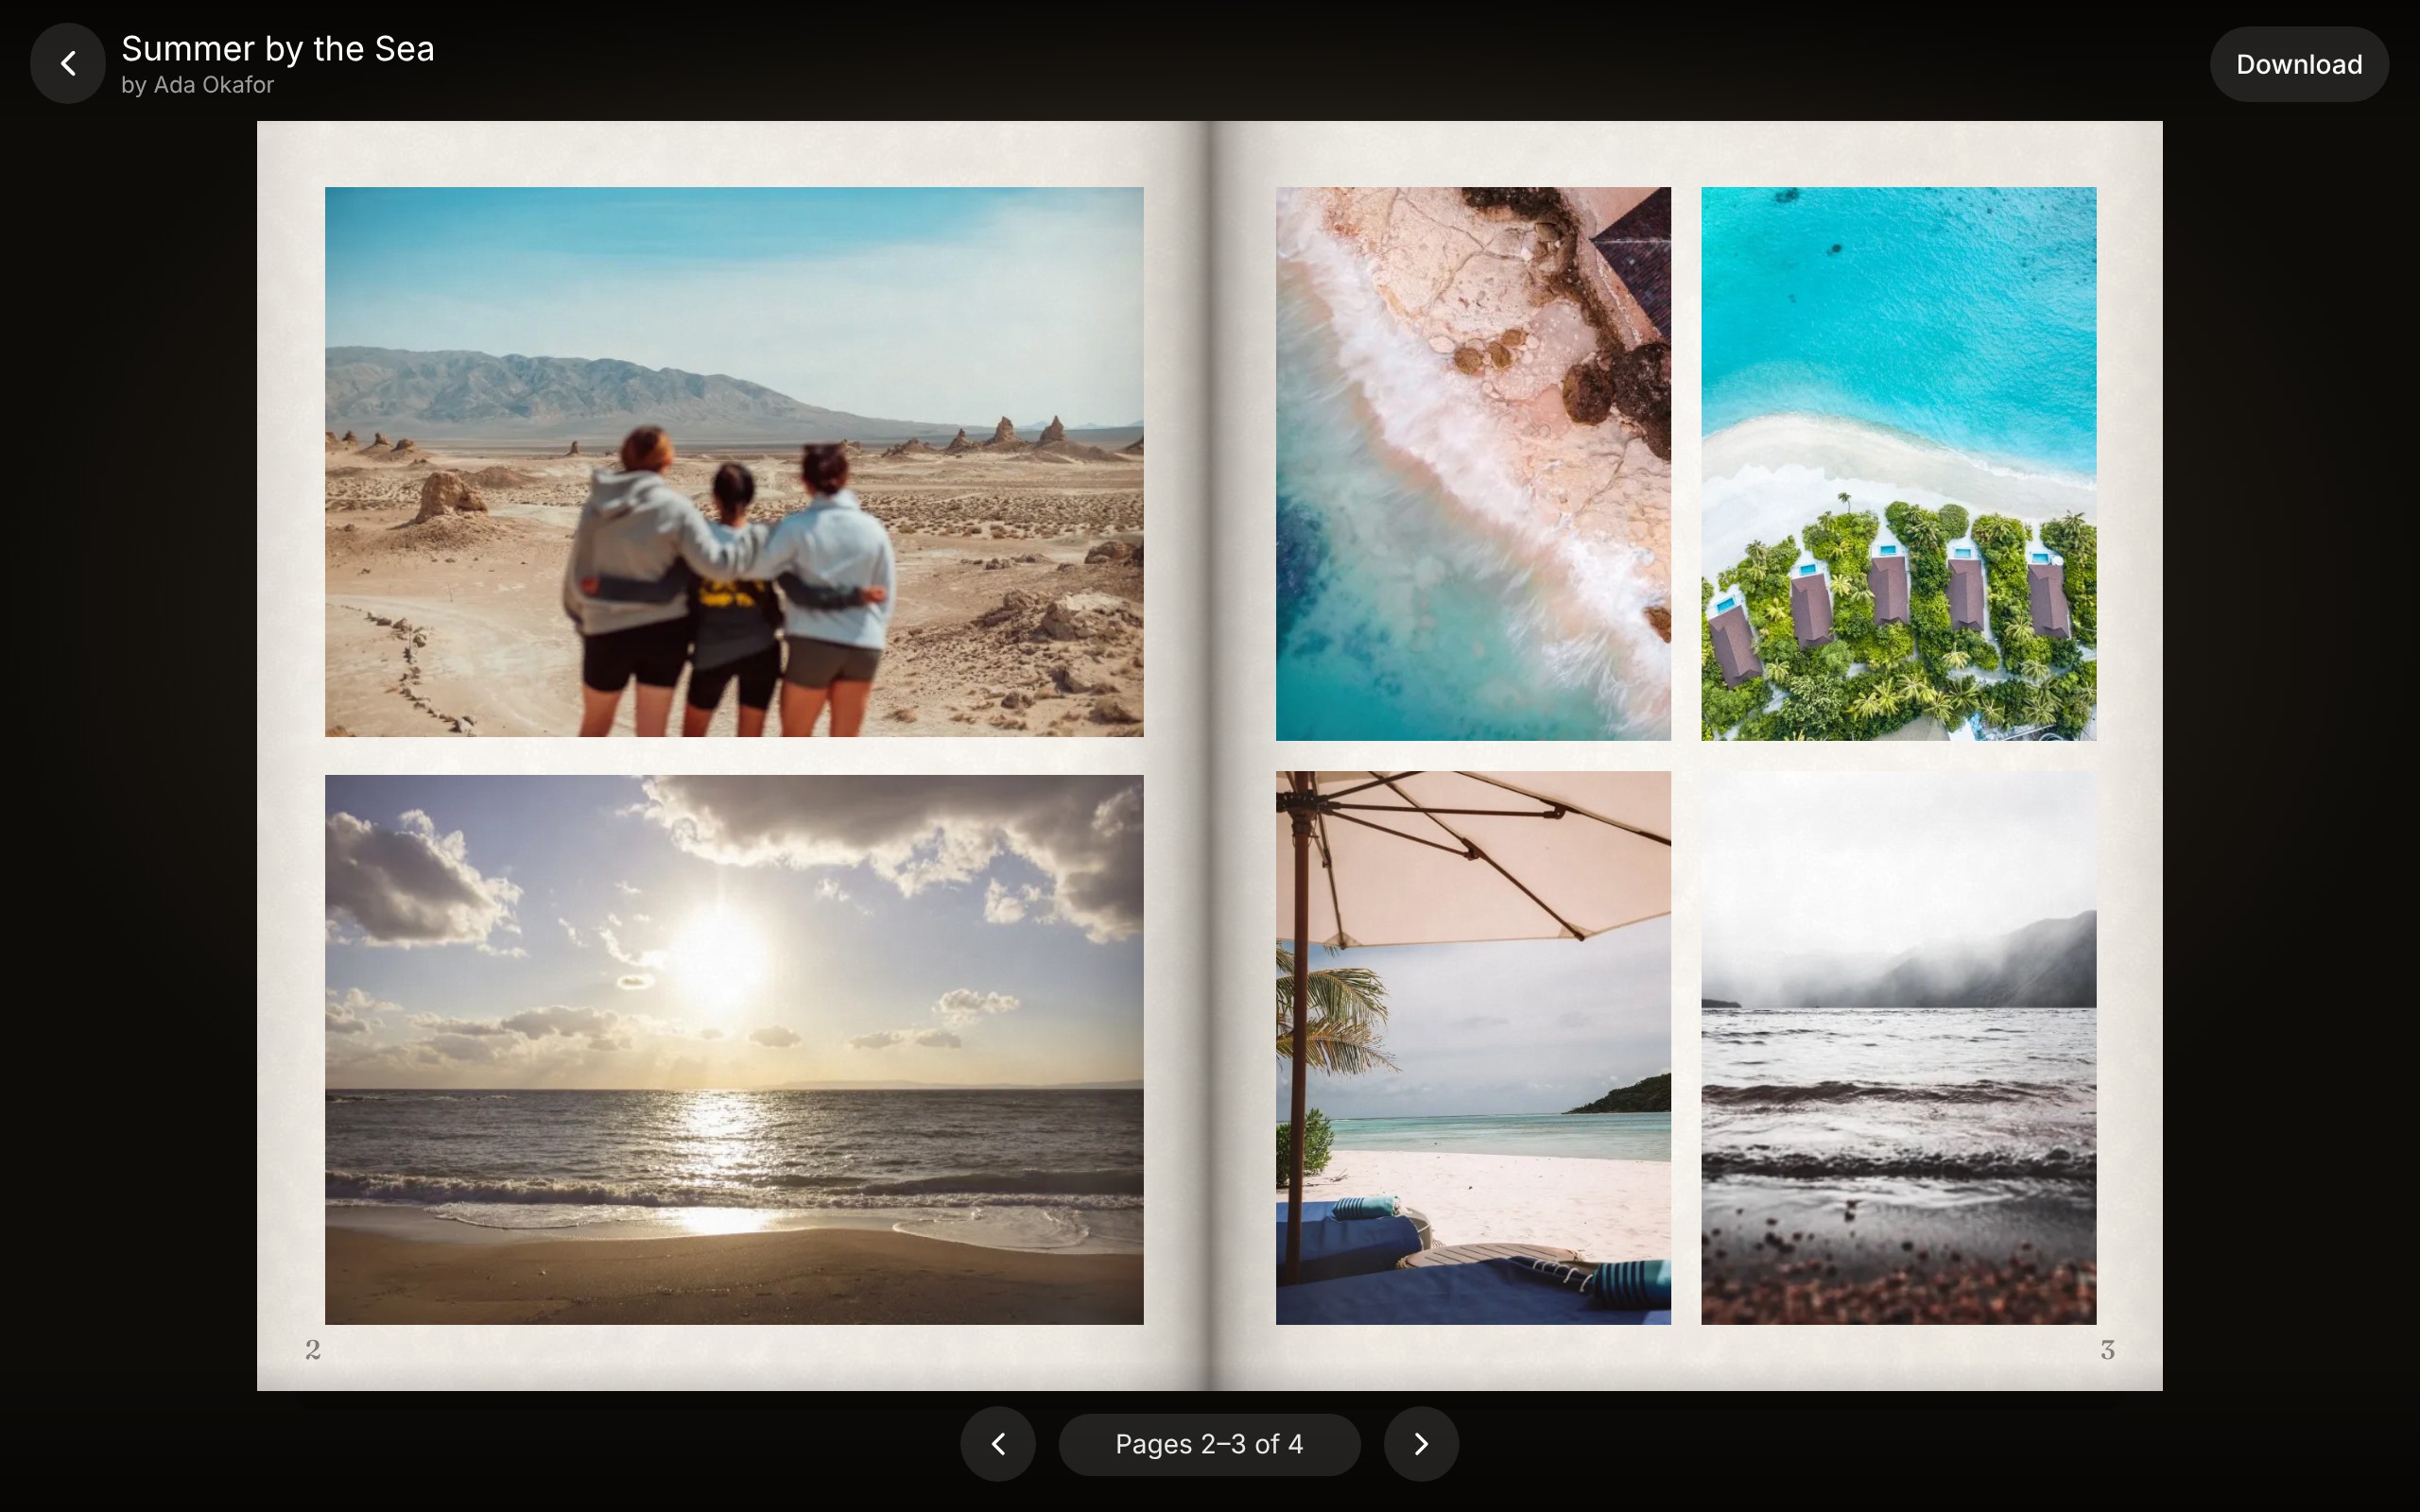 Summer by the Sea
by Ada Okafor
Download
2
3
Pages 2–3 of 4